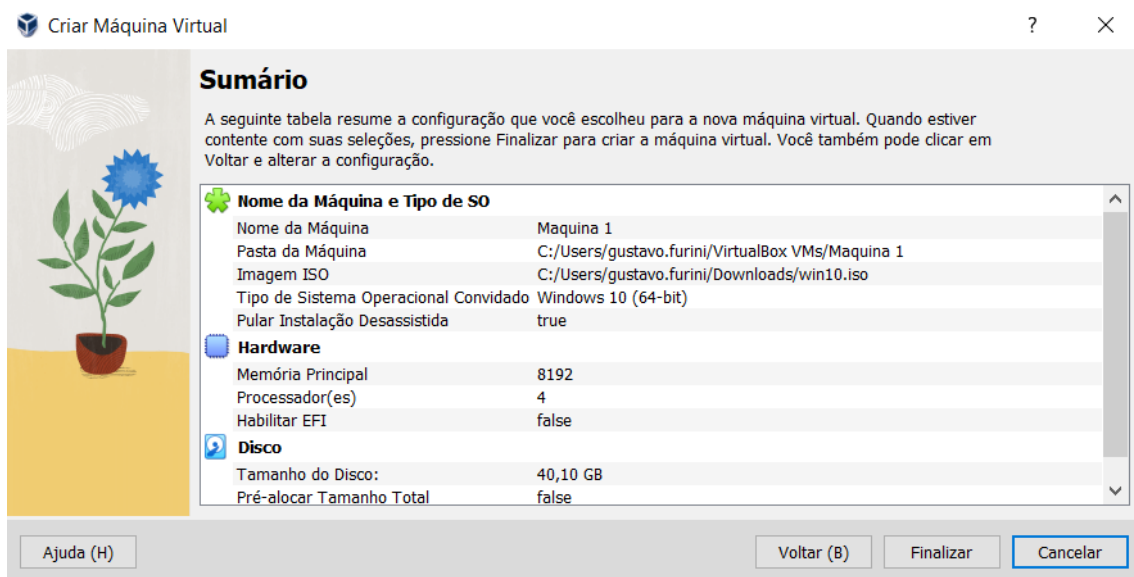 Criar Máquina Virtual
?
Sumário
A seguinte tabela resume a configuração que você escolheu para a nova máquina virtual. Quando estiver
contente com suas seleções, pressione Finalizar para criar a máquina virtual. Você também pode clicar em
Voltar e alterar a configuração.
Nome da Máquina e Tipo de SO
Nome da Máquina Maquina 1
Pasta da Máquina C:/Users/gustavo.furini/VirtualBox VMs/Maquina 1
Imagem ISO C:/Users/gustavo.furini/Downloads/win10.iso
Tipo de Sistema Operacional Convidado Windows 10 (64-bit)
Pular Instalação Desassistida true
Hardware
Memória Principal 8192
Processador(es) 4
Habilitar EFI false
Disco
Tamanho do Disco: 40,10 GB
Pré-alocar Tamanho Total false
Ajuda (H) Voltar (B) Finalizar Cancelar